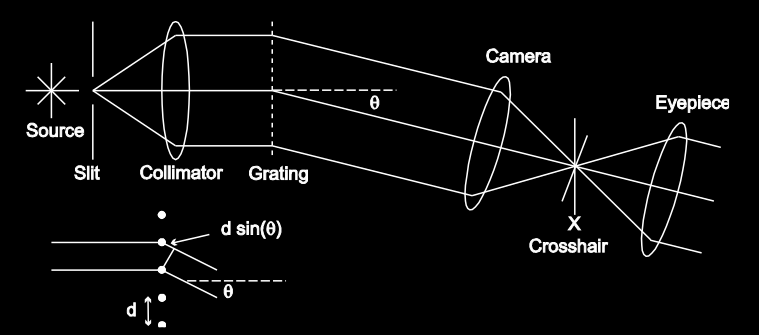 Camera
Eyepiece
θ
Source
Slit
Collimator
Grating
d sin(θ)
X
Crosshair
θ
d